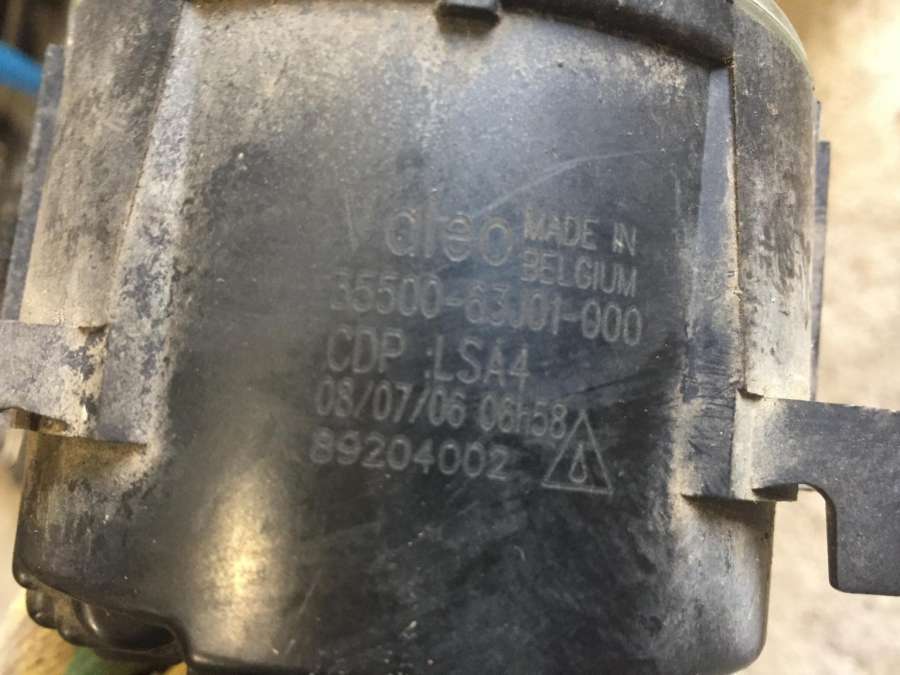 Valeo MADE IN
BELGIUM
35500-63J01-000
CDP :LSA4
08/07/06 06h58
89204002